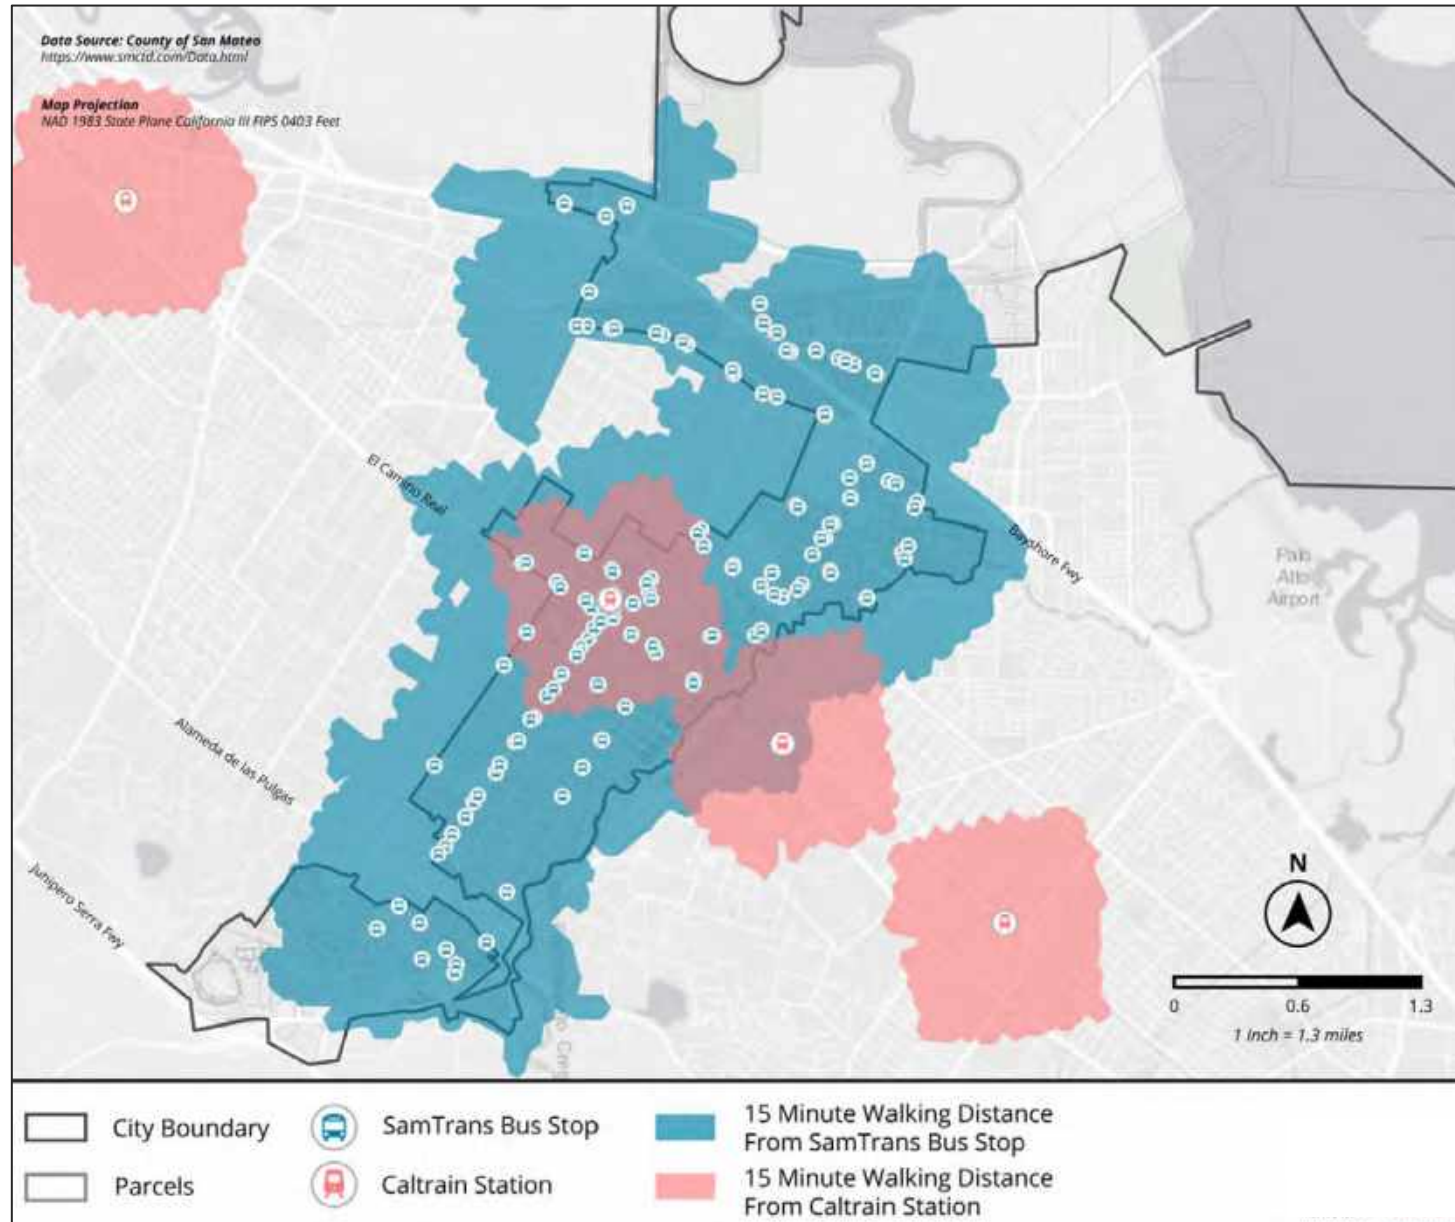 Data Source: County of San Mateo
https://www.smctd.com/Data.html
Map Projection
NAD 1983 State Plane California III FIPS 0403 Feet
El Camino Real
Bayshore Fwy
Palo
Alto
Airport
Alameda de las Pulgas
Junipero Serra Fwy
N
0 0.6 1.3
1 inch = 1.3 miles
City Boundary
SamTrans Bus Stop
15 Minute Walking Distance
From SamTrans Bus Stop
Parcels
Caltrain Station
15 Minute Walking Distance
From Caltrain Station